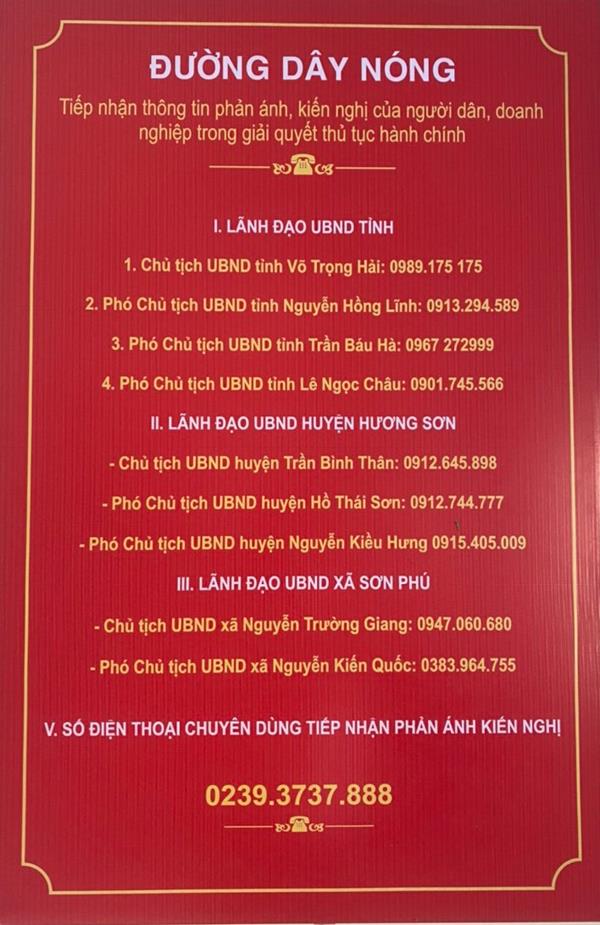 ĐƯỜNG DÂY NÓNG
Tiếp nhận thông tin phản ánh, kiến nghị của người dân, doanh
nghiệp trong giải quyết thủ tục hành chính
I. LÃNH ĐẠO UBND TỈNH
1. Chủ tịch UBND tỉnh Võ Trọng Hải: 0989.175 175
2. Phó Chủ tịch UBND tỉnh Nguyễn Hồng Lĩnh: 0913.294.589
3. Phó Chủ tịch UBND tỉnh Trần Báu Hà: 0967 272999
4. Phó Chủ tịch UBND tỉnh Lê Ngọc Châu: 0901.745.566
II. LÃNH ĐẠO UBND HUYỆN HƯƠNG SƠN
- Chủ tịch UBND huyện Trần Bình Thân: 0912.645.898
- Phó Chủ tịch UBND huyện Hồ Thái Sơn: 0912.744.777
- Phó Chủ tịch UBND huyện Nguyễn Kiều Hưng 0915.405.009
III. LÃNH ĐẠO UBND XÃ SƠN PHÚ
- Chủ tịch UBND xã Nguyễn Trường Giang: 0947.060.680
- Phó Chủ tịch UBND xã Nguyễn Kiến Quốc: 0383.964.755
V. SỐ ĐIỆN THOẠI CHUYÊN DÙNG TIẾP NHẬN PHẢN ÁNH KIẾN NGHỊ
0239.3737.888